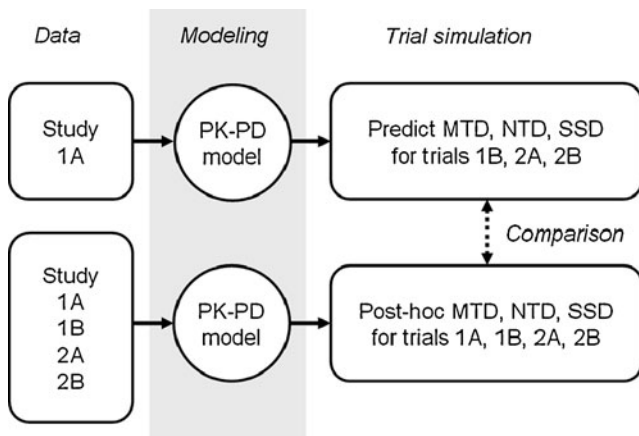 Data
Modeling
Trial simulation
Study
1A
PK-PD
model
Predict MTD, NTD, SSD
for trials 1B, 2A, 2B
Comparison
Study
1A
1B
2A
2B
PK-PD
model
Post-hoc MTD, NTD, SSD
for trials 1A, 1B, 2A, 2B